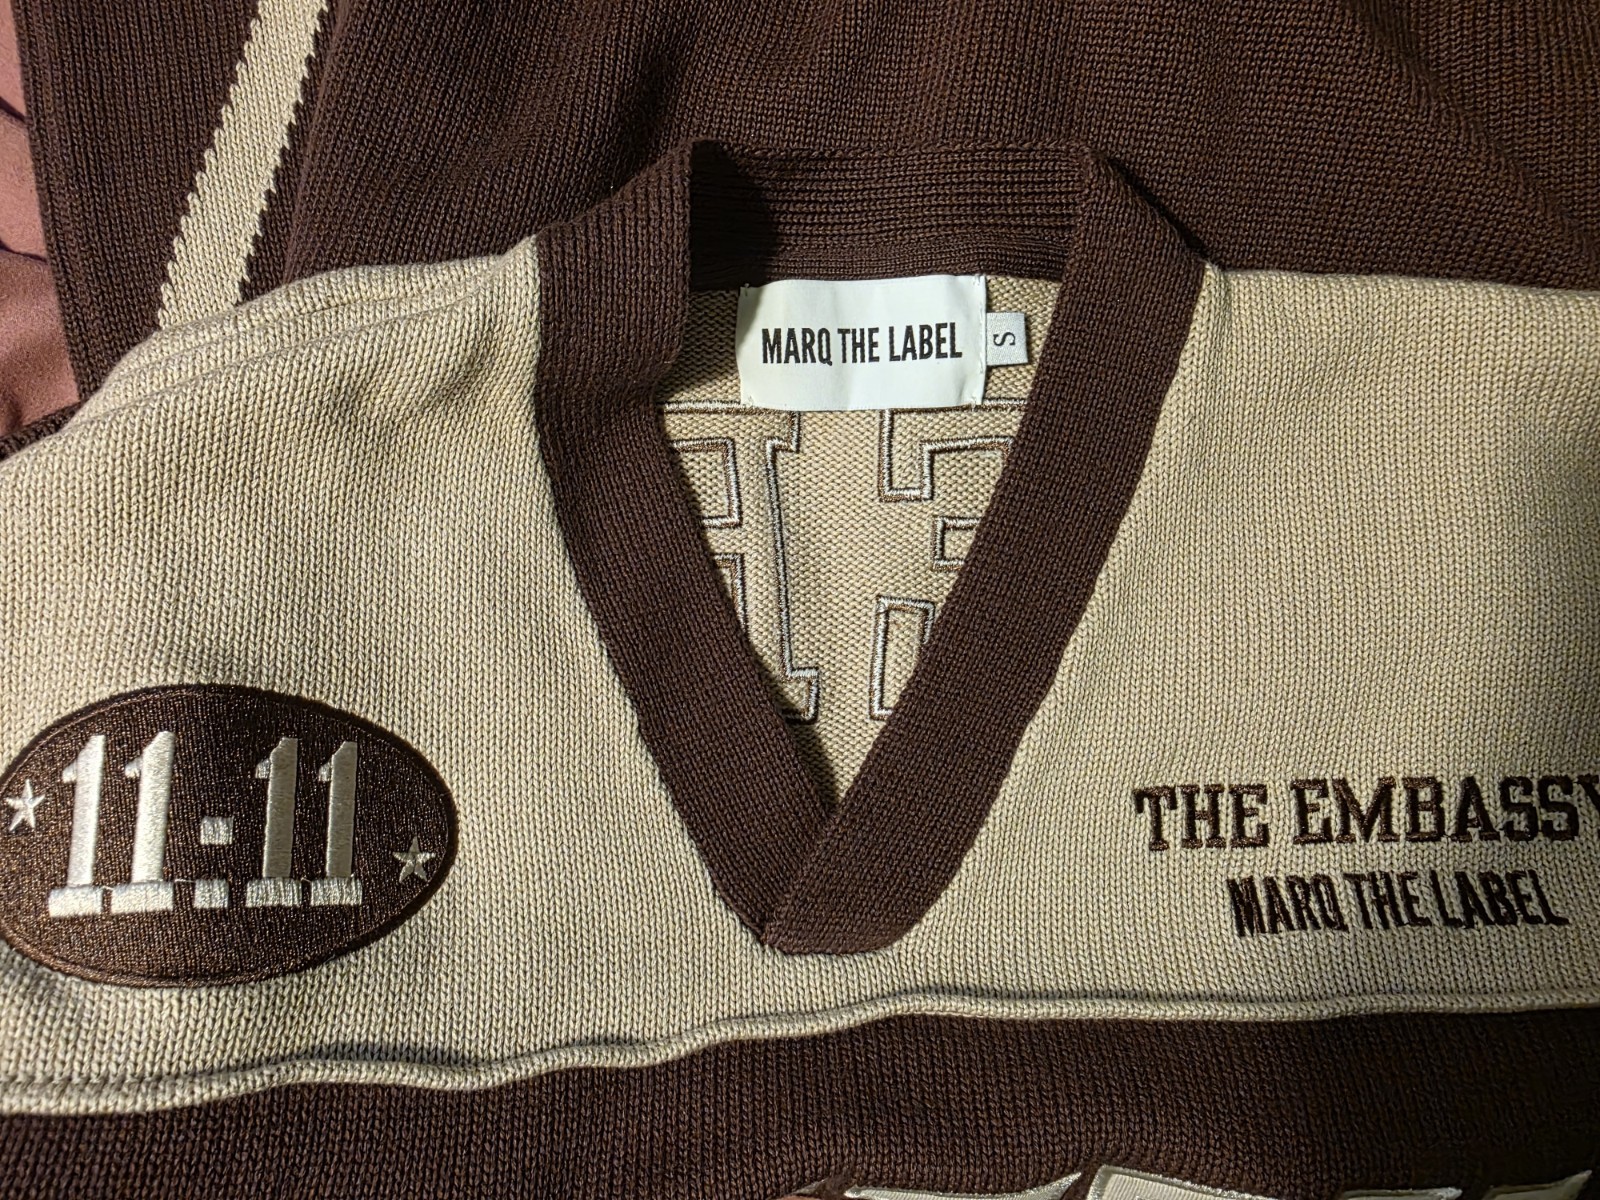 MARQ THE LABEL
S
11-11
THE EMBASSY
MARQ THE LABEL